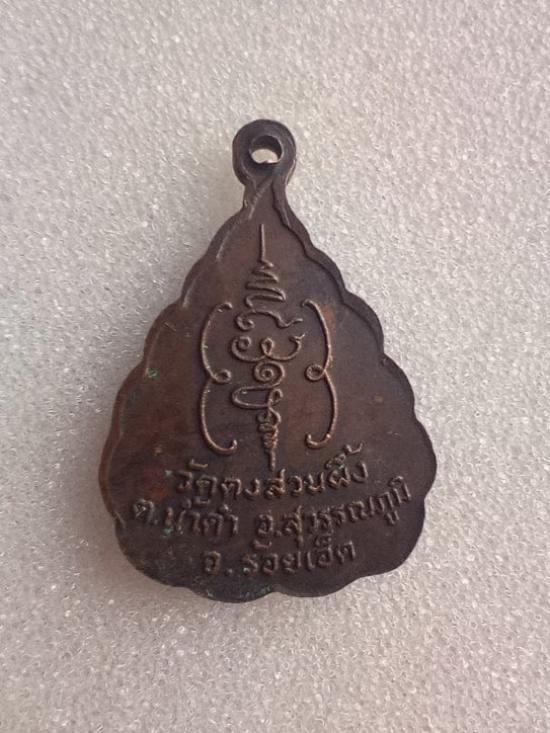 วัดดงสวนผึ้ง
ต.น้ำคำ อ.สุวรรณภูมิ
จ.ร้อยเอ็ด